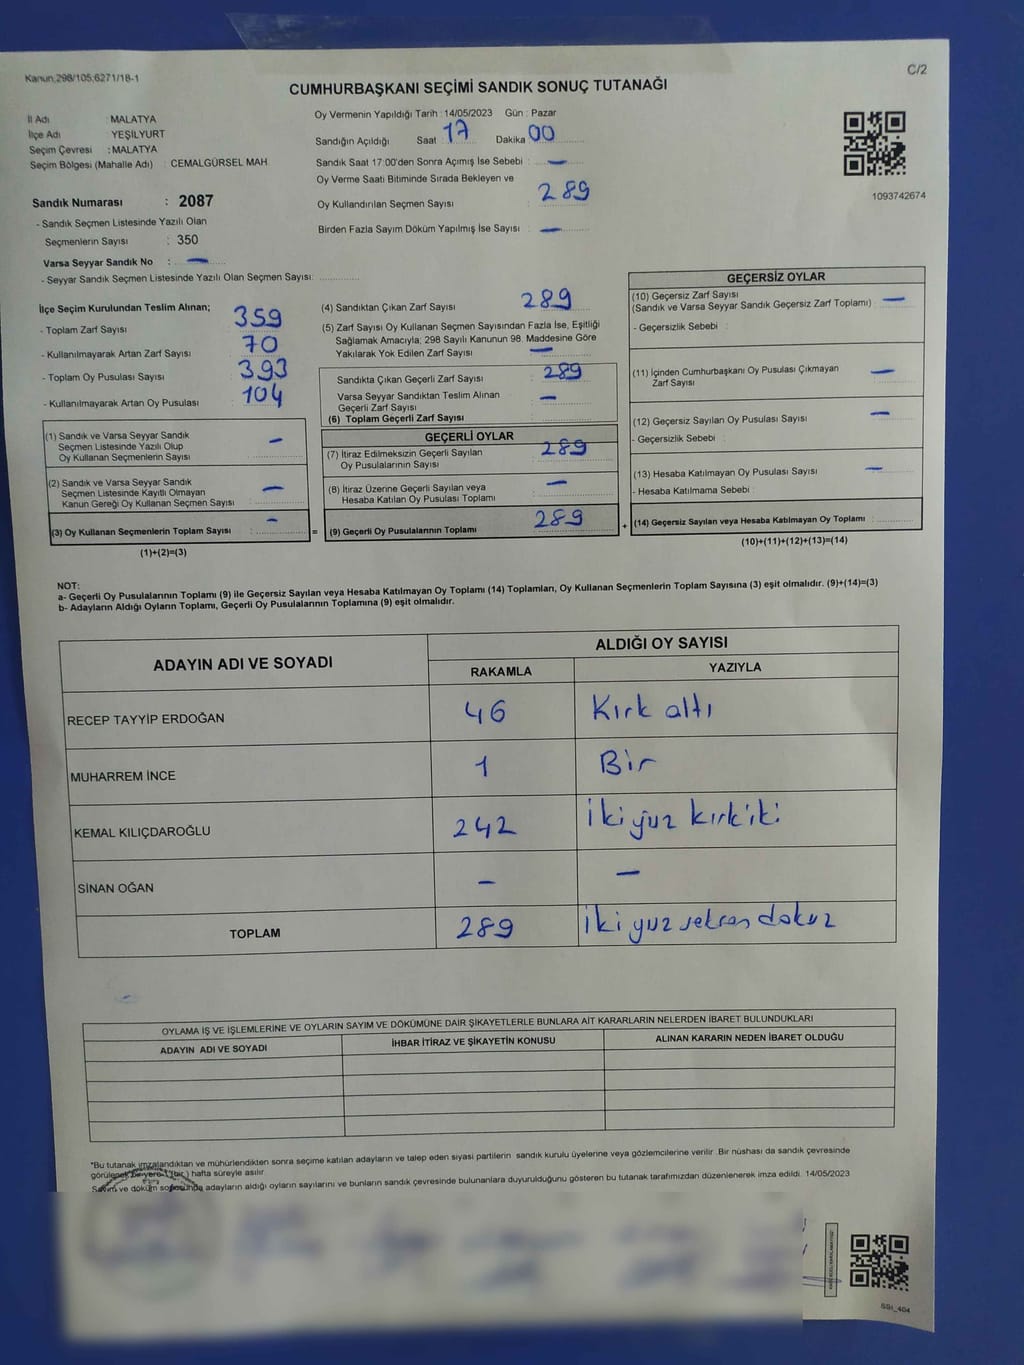 Kanun:298/105;6271/18-1
C/2
CUMHURBAŞKANI SEÇİMİ SANDIK SONUÇ TUTANAĞI
İl Adı : MALATYA
İlçe Adı : YEŞİLYURT
Seçim Çevresi : MALATYA
Seçim Bölgesi (Mahalle Adı) : CEMALGÜRSEL MAH.
Sandık Numarası : 2087
- Sandık Seçmen Listesinde Yazılı Olan
Seçmenlerin Sayısı : 350
Varsa Seyyar Sandık No : —
- Seyyar Sandık Seçmen Listesinde Yazılı Olan Seçmen Sayısı:
Oy Vermenin Yapıldığı Tarih : 14/05/2023 Gün : Pazar
Sandığın Açıldığı Saat : 17 Dakika : 00
Sandık Saat 17:00'den Sonra Açımış İse Sebebi : —
Oy Verme Saati Bitiminde Sırada Bekleyen ve
Oy Kullandırılan Seçmen Sayısı : 289
Birden Fazla Sayım Döküm Yapılmış İse Sayısı : —
1093742674
İlçe Seçim Kurulundan Teslim Alınan;
- Toplam Zarf Sayısı : 359
- Kullanılmayarak Artan Zarf Sayısı : 70
- Toplam Oy Pusulası Sayısı : 393
- Kullanılmayarak Artan Oy Pusulası : 104
(1) Sandık ve Varsa Seyyar Sandık
Seçmen Listesinde Yazılı Olup
Oy Kullanan Seçmenlerin Sayısı : —
(2) Sandık ve Varsa Seyyar Sandık
Seçmen Listesinde Kayıtlı Olmayan
Kanun Gereği Oy Kullanan Seçmen Sayısı : —
(3) Oy Kullanan Seçmenlerin Toplam Sayısı : —
(1)+(2)=(3)
=
(4) Sandıktan Çıkan Zarf Sayısı : 289
(5) Zarf Sayısı Oy Kullanan Seçmen Sayısından Fazla İse, Eşitliği
Sağlamak Amacıyla; 298 Sayılı Kanunun 98. Maddesine Göre
Yakılarak Yok Edilen Zarf Sayısı : —
Sandıkta Çıkan Geçerli Zarf Sayısı : 289
Varsa Seyyar Sandıktan Teslim Alınan
Geçerli Zarf Sayısı : —
(6) Toplam Geçerli Zarf Sayısı :
GEÇERLİ OYLAR
(7) İtiraz Edilmeksizin Geçerli Sayılan
Oy Pusulalarının Sayısı : 289
(8) İtiraz Üzerine Geçerli Sayılan veya
Hesaba Katılan Oy Pusulası Toplamı : —
(9) Geçerli Oy Pusulalarının Toplamı : 289
+
GEÇERSİZ OYLAR
(10) Geçersiz Zarf Sayısı
(Sandık ve Varsa Seyyar Sandık Geçersiz Zarf Toplamı) : —
- Geçersizlik Sebebi :
(11) İçinden Cumhurbaşkanı Oy Pusulası Çıkmayan
Zarf Sayısı : —
(12) Geçersiz Sayılan Oy Pusulası Sayısı : —
- Geçersizlik Sebebi :
(13) Hesaba Katılmayan Oy Pusulası Sayısı : —
- Hesaba Katılmama Sebebi :
(14) Geçersiz Sayılan veya Hesaba Katılmayan Oy Toplamı :
(10)+(11)+(12)+(13)=(14)
NOT:
a- Geçerli Oy Pusulalarının Toplamı (9) ile Geçersiz Sayılan veya Hesaba Katılmayan Oy Toplamı (14) Toplamları, Oy Kullanan Seçmenlerin Toplam Sayısına (3) eşit olmalıdır. (9)+(14)=(3)
b- Adayların Aldığı Oyların Toplamı, Geçerli Oy Pusulalarının Toplamına (9) eşit olmalıdır.
ADAYIN ADI VE SOYADI
ALDIĞI OY SAYISI
RAKAMLA YAZIYLA
RECEP TAYYİP ERDOĞAN 46 Kırk altı
MUHARREM İNCE 1 Bir
KEMAL KILIÇDAROĞLU 242 İki yüz kırk iki
SİNAN OĞAN — —
TOPLAM 289 İki yuz seksen dokuz
OYLAMA İŞ VE İŞLEMLERİNE VE OYLARIN SAYIM VE DÖKÜMÜNE DAİR ŞİKAYETLERLE BUNLARA AİT KARARLARIN NELERDEN İBARET BULUNDUKLARI
ADAYIN ADI VE SOYADI İHBAR İTİRAZ VE ŞİKAYETİN KONUSU ALINAN KARARIN NEDEN İBARET OLDUĞU
*Bu tutanak imzalandıktan ve mühürlendikten sonra seçime katılan adayların ve talep eden siyasi partilerin sandık kurulu üyelerine veya gözlemcilerine verilir. Bir nüshası da sandık çevresinde
görülecek bir yere 1 (bir) hafta süreyle asılır.
Sayım ve döküm sonucunda adayların aldığı oyların sayılarını ve bunların sandık çevresinde bulunanlara duyurulduğunu gösteren bu tutanak tarafımızdan düzenlenerek imza edildi. 14/05/2023
SSI_404